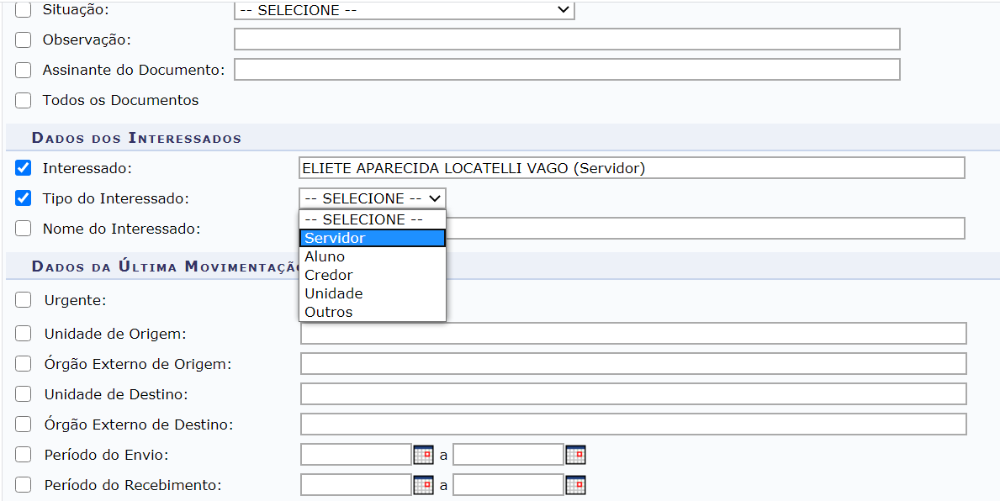 Situação: -- SELECIONE --
Observação:
Assinante do Documento:
Todos os Documentos
Dados dos Interessados
Interessado: ELIETE APARECIDA LOCATELLI VAGO (Servidor)
Tipo do Interessado: -- SELECIONE --
-- SELECIONE --
Nome do Interessado:
Servidor
Aluno
Dados da Última Movimentaçã
Credor
Unidade
Urgente:
Outros
Unidade de Origem:
Órgão Externo de Origem:
Unidade de Destino:
Órgão Externo de Destino:
Período do Envio: a
Período do Recebimento: a